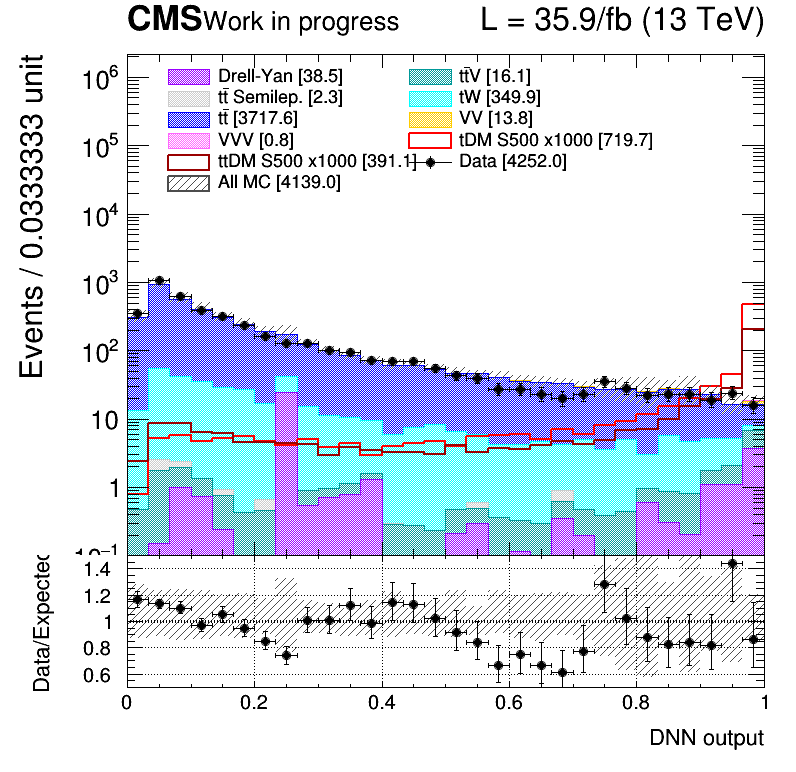 CMS Work in progress L = 35.9/fb (13 TeV)
Events / 0.0333333 unit
Drell-Yan [38.5] tt̄V [16.1]
tt̄ Semilep. [2.3] tW [349.9]
tt̄ [3717.6] VV [13.8]
VVV [0.8] tDM S500 x1000 [719.7]
ttDM S500 x1000 [391.1] Data [4252.0]
All MC [4139.0]
10⁶
10⁵
10⁴
10³
10²
10
1
10⁻¹
Data/Expected
1.4
1.2
1
0.8
0.6
0 0.2 0.4 0.6 0.8 1
DNN output